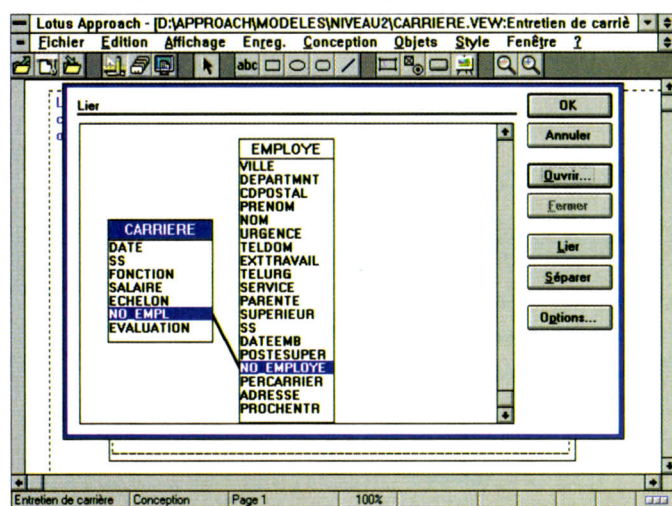 Lotus Approach - [D:\APPROACH\MODELES\NIVEAU2\CARRIERE.VEW:Entretien de carriè
Fichier Edition Affichage Enreg. Conception Objets Style Fenêtre ?
abc
Lier
OK
Annuler
Ouvrir...
Fermer
Lier
Séparer
Options...
CARRIERE
DATE
SS
FONCTION
SALAIRE
ECHELON
NO_EMPL
EVALUATION
EMPLOYE
VILLE
DEPARTMNT
CDPOSTAL
PRENOM
NOM
URGENCE
TELDOM
EXTTRAVAIL
TELURG
SERVICE
PARENTE
SUPERIEUR
SS
DATEEMB
POSTESUPER
NO_EMPLOYE
PERCARRIER
ADRESSE
PROCHENTR
Entretien de carrière Conception Page 1 100%